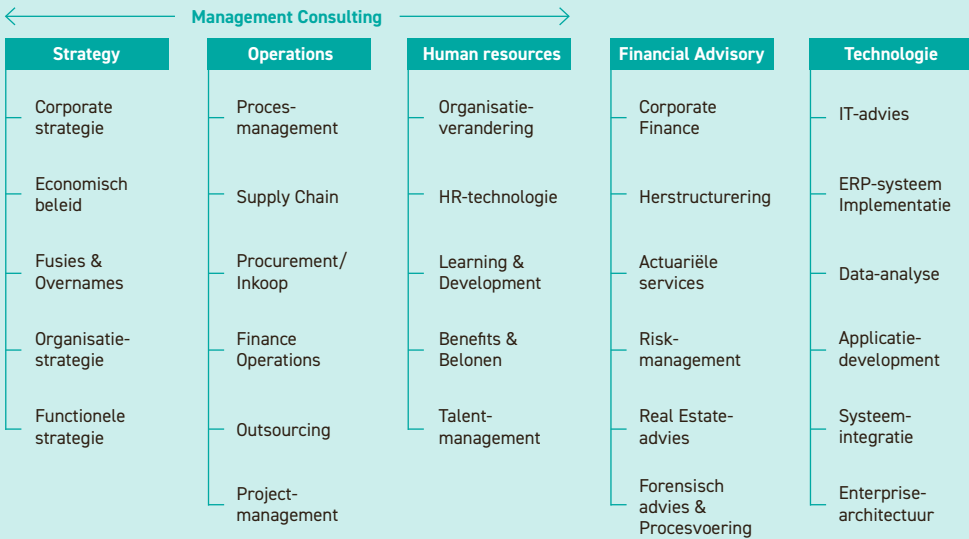 Management Consulting
Strategy
Corporate
strategie
Economisch
beleid
Fusies &
Overnames
Organisatie-
strategie
Functionele
strategie
Operations
Proces-
management
Supply Chain
Procurement/
Inkoop
Finance
Operations
Outsourcing
Project-
management
Human resources
Organisatie-
verandering
HR-technologie
Learning &
Development
Benefits &
Belonen
Talent-
management
Financial Advisory
Corporate
Finance
Herstructurering
Actuariële
services
Risk-
management
Real Estate-
advies
Forensisch
advies &
Procesvoering
Technologie
IT-advies
ERP-systeem
Implementatie
Data-analyse
Applicatie-
development
Systeem-
integratie
Enterprise-
architectuur